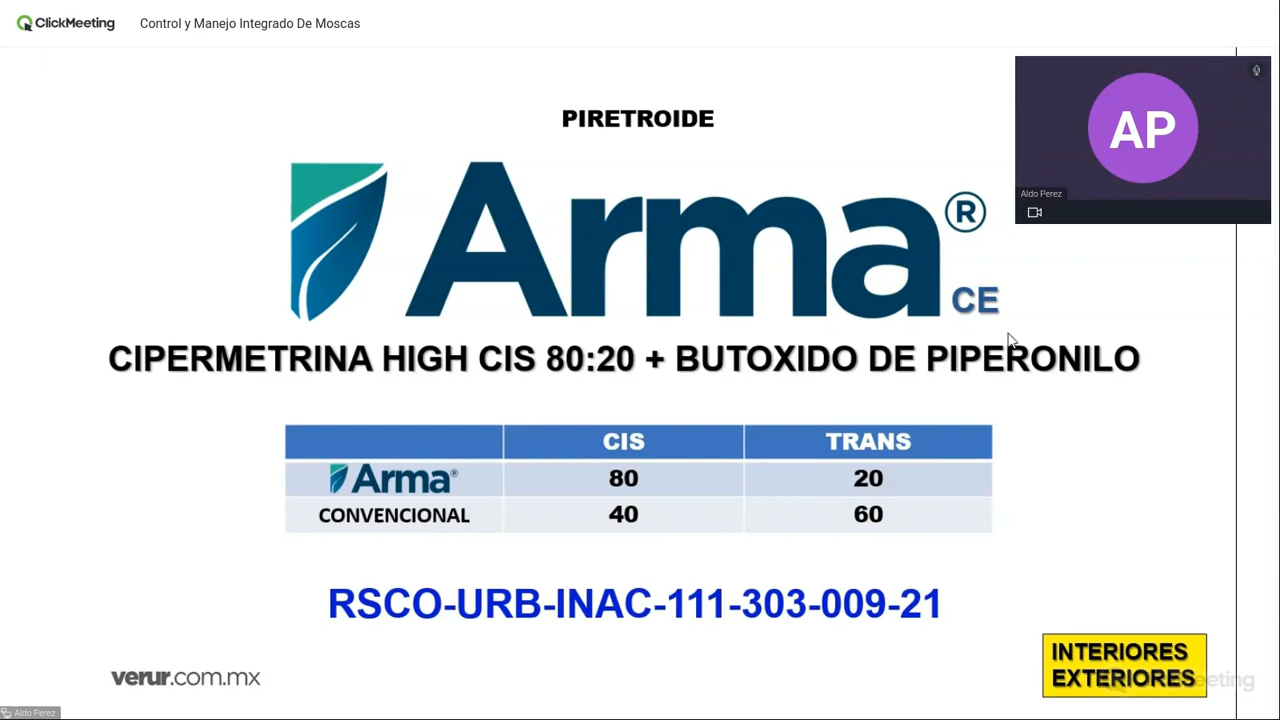 ClickMeeting
Control y Manejo Integrado De Moscas
AP
Aldo Perez
PIRETROIDE
Arma®
CE
CIPERMETRINA HIGH CIS 80:20 + BUTOXIDO DE PIPERONILO
CIS TRANS
Arma® 80 20
CONVENCIONAL 40 60
RSCO-URB-INAC-111-303-009-21
verur.com.mx
INTERIORES
EXTERIORES
Aldo Perez